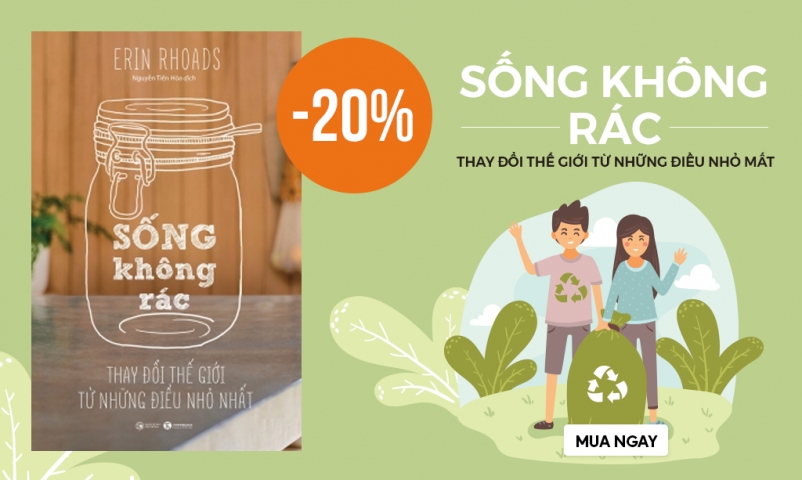 ERIN RHOADS
Nguyễn Tiến Hòa dịch
SỐNG
không
rác
THAY ĐỔI THẾ GIỚI
TỪ NHỮNG ĐIỀU NHỎ NHẤT
-20%
SỐNG KHÔNG
RÁC
THAY ĐỔI THẾ GIỚI TỪ NHỮNG ĐIỀU NHỎ MẤT
MUA NGAY